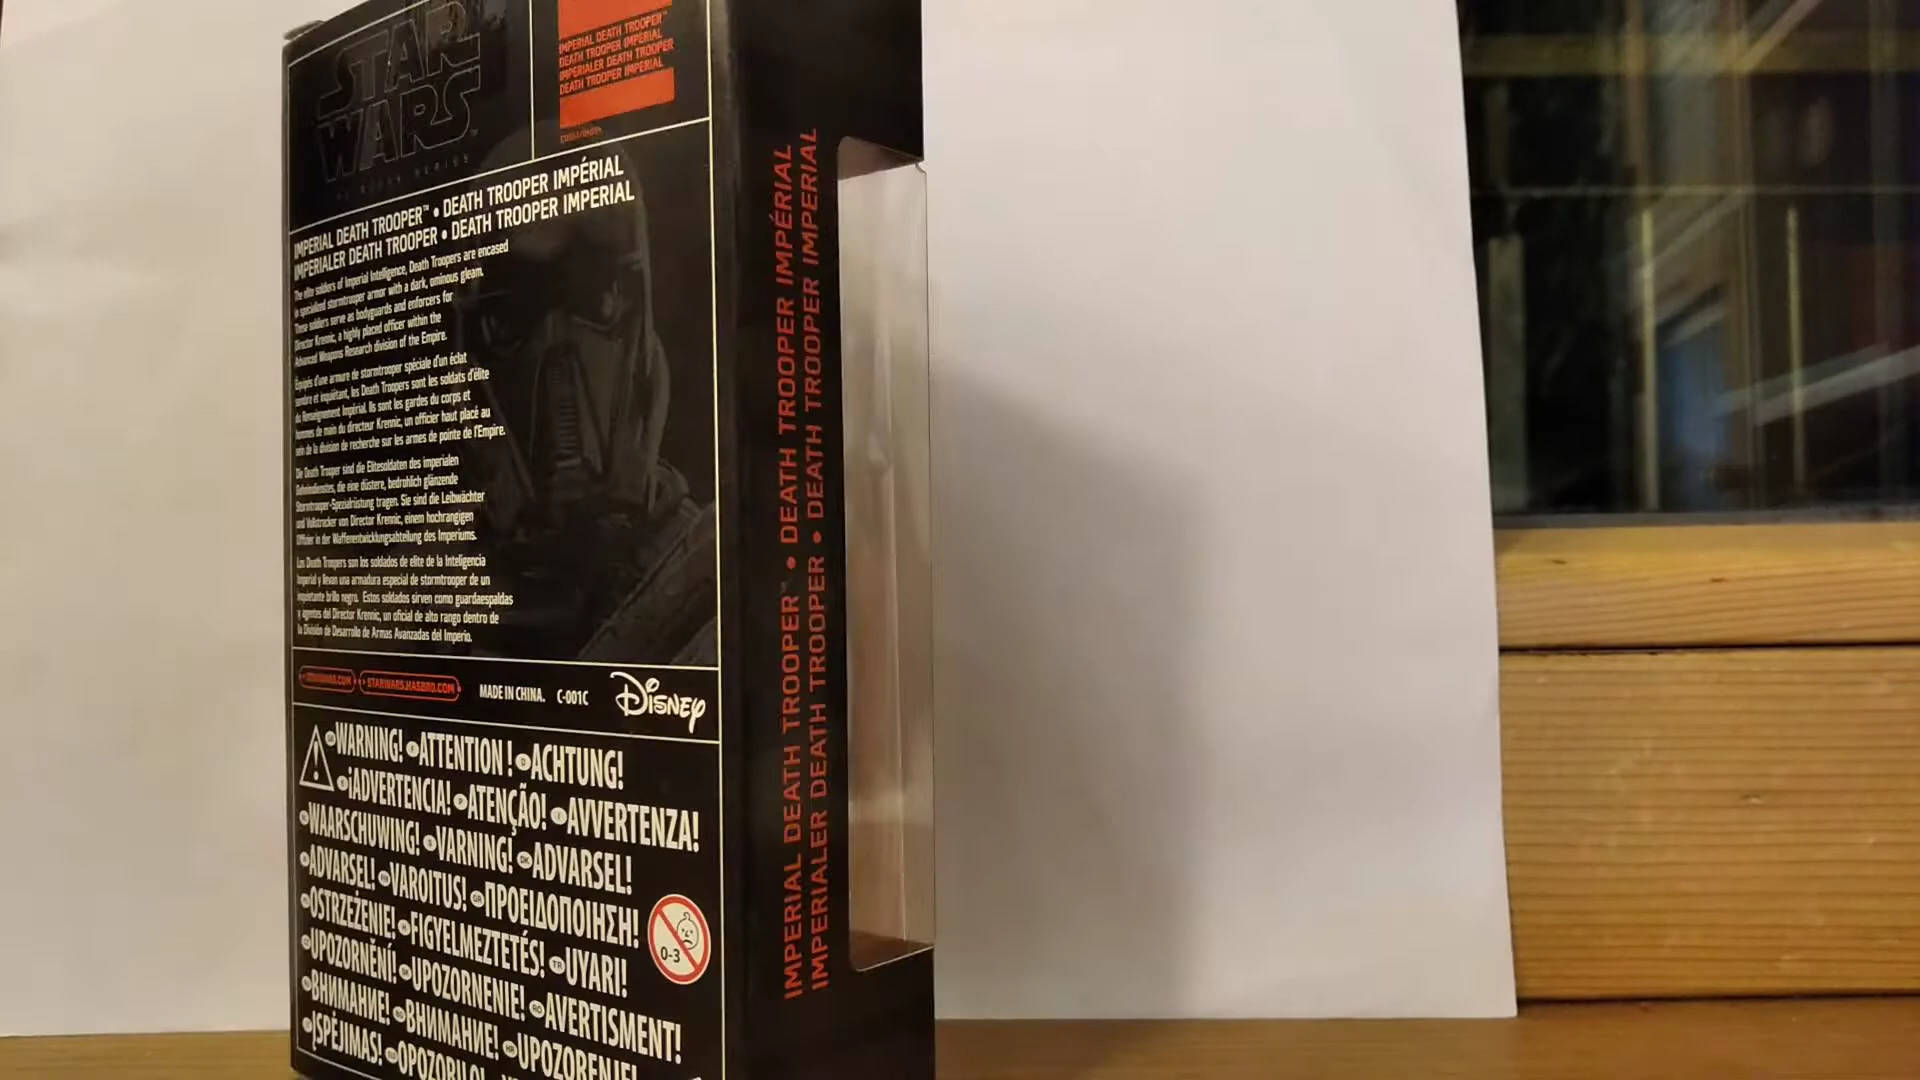 STAR
WARS
IMPERIAL DEATH TROOPER™
DEATH TROOPER IMPÉRIAL
IMPERIALER DEATH TROOPER
DEATH TROOPER IMPERIAL
IMPERIAL DEATH TROOPER™ • DEATH TROOPER IMPÉRIAL
IMPERIALER DEATH TROOPER • DEATH TROOPER IMPERIAL
The elite soldiers of Imperial Intelligence, Death Troopers are encased
in specialized stormtrooper armor with a dark, ominous gleam.
These soldiers serve as bodyguards and enforcers for
Director Krennic, a highly placed officer within the
Advanced Weapons Research division of the Empire.
Équipés d'une armure de stormtrooper spéciale d'un éclat
sombre et inquiétant, les Death Troopers sont les soldats d'élite
du Renseignement Impérial. Ils sont les gardes du corps et
hommes de main du directeur Krennic, un officier haut placé au
sein de la division de recherche sur les armes de pointe de l'Empire.
Die Death Trooper sind die Elitesoldaten des imperialen
Geheimdienstes, die eine düstere, bedrohlich glänzende
Stormtrooper-Spezialrüstung tragen. Sie sind die Leibwächter
und Vollstrecker von Director Krennic, einem hochrangigen
Offizier in der Waffenentwicklungsabteilung des Imperiums.
Los Death Troopers son los soldados de elite de la Inteligencia
Imperial y llevan una armadura especial de stormtrooper de un
impactante brillo negro. Estos soldados sirven como guardaespaldas
y agentes del Director Krennic, un oficial de alto rango dentro de
la División de Desarrollo de Armas Avanzadas del Imperio.
STARWARS.COM STARWARS.HASBRO.COM MADE IN CHINA. C-001C Disney
WARNING! ATTENTION ! ACHTUNG!
¡ADVERTENCIA! ATENÇÃO! AVVERTENZA!
WAARSCHUWING! VARNING! ADVARSEL!
ADVARSEL! VAROITUS! ΠΡΟΕΙΔΟΠΟΙΗΣΗ!
OSTRZEŻENIE! FIGYELMEZTETÉS! UYARI!
UPOZORNĚNÍ! UPOZORNENIE! AVERTISMENT!
ВНИМАНИЕ! ВНИМАНИЕ! UPOZORENJE!
ĮSPĖJIMAS! OPOZORILO!
0-3
IMPERIAL DEATH TROOPER™ • DEATH TROOPER IMPÉRIAL
IMPERIALER DEATH TROOPER • DEATH TROOPER IMPERIAL